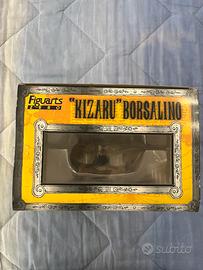 Figuarts
ZERO
"KIZARU" BORSALINO
subito